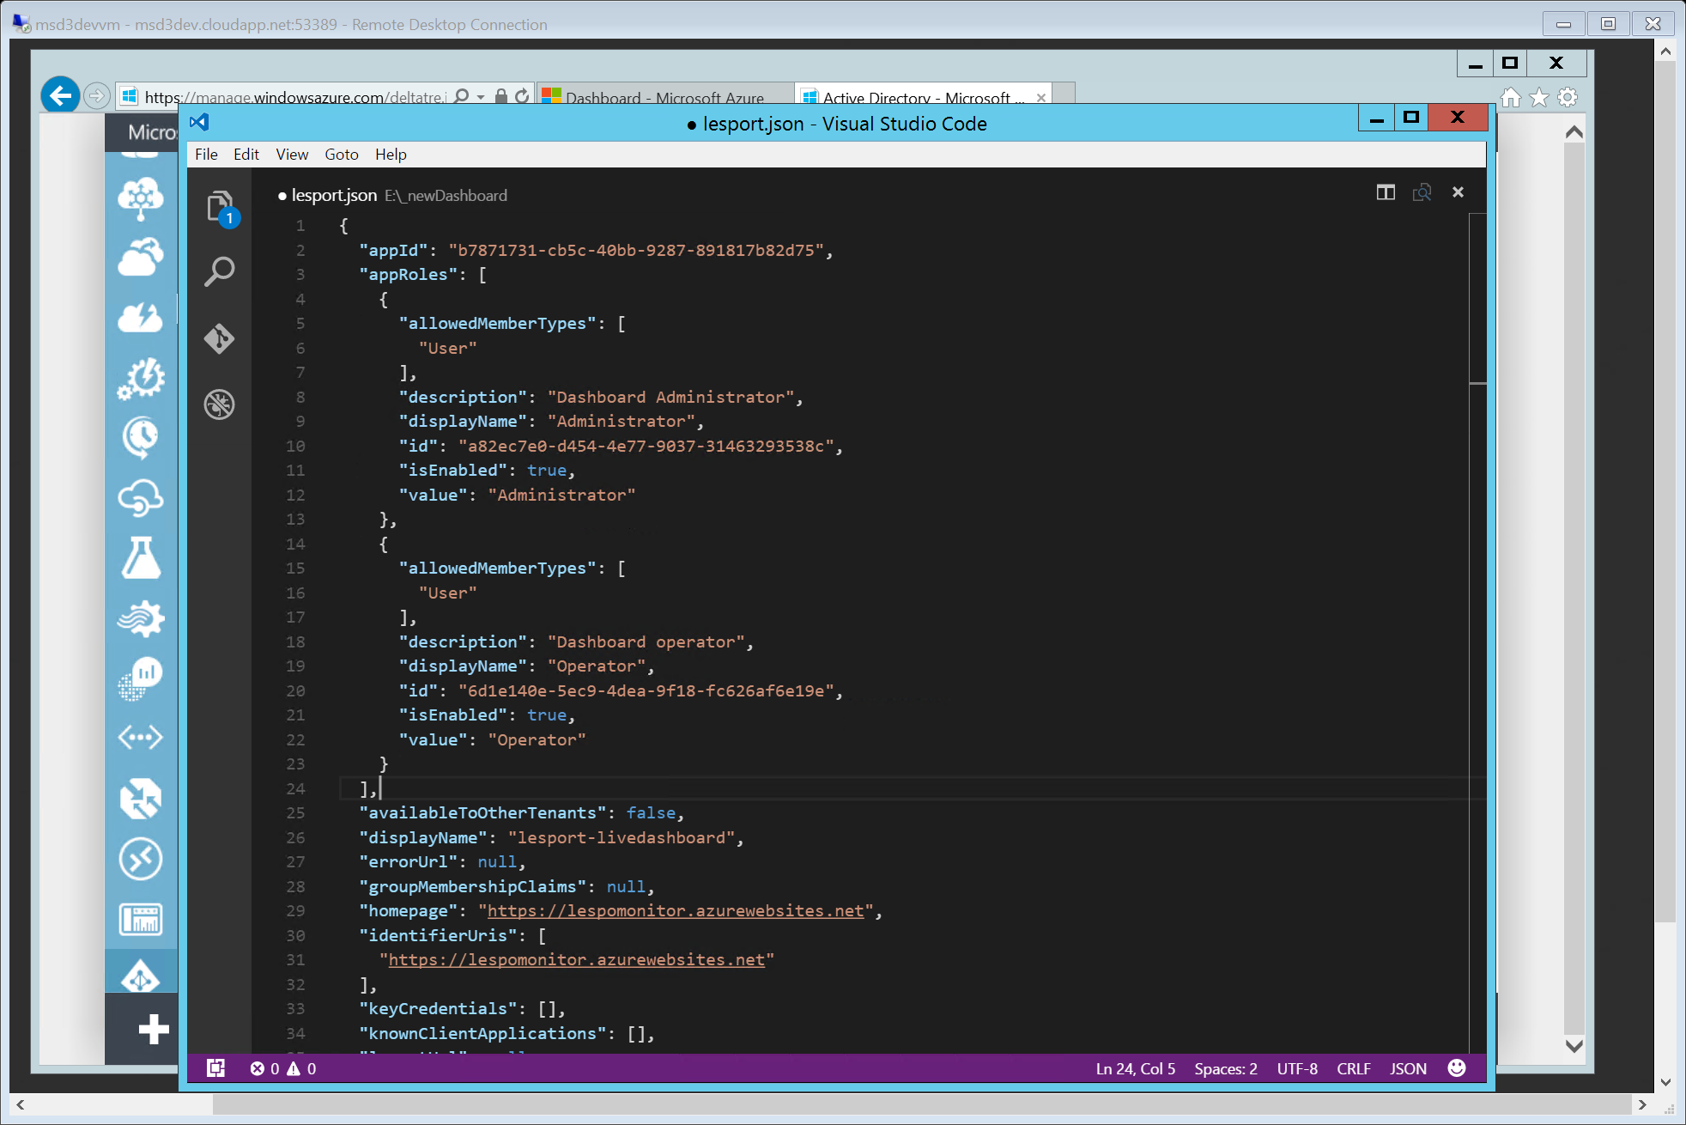 msd3devvm - msd3dev.cloudapp.net:53389 - Remote Desktop Connection
https://manage.windowsazure.com/deltatre.
Dashboard - Microsoft Azure
Active Directory - Microsoft ...
● lesport.json - Visual Studio Code
File Edit View Goto Help
● lesport.json E:\_newDashboard
1
1 {
2 "appId": "b7871731-cb5c-40bb-9287-891817b82d75",
3 "appRoles": [
4 {
5 "allowedMemberTypes": [
6 "User"
7 ],
8 "description": "Dashboard Administrator",
9 "displayName": "Administrator",
10 "id": "a82ec7e0-d454-4e77-9037-31463293538c",
11 "isEnabled": true,
12 "value": "Administrator"
13 },
14 {
15 "allowedMemberTypes": [
16 "User"
17 ],
18 "description": "Dashboard operator",
19 "displayName": "Operator",
20 "id": "6d1e140e-5ec9-4dea-9f18-fc626af6e19e",
21 "isEnabled": true,
22 "value": "Operator"
23 }
24 ],
25 "availableToOtherTenants": false,
26 "displayName": "lesport-livedashboard",
27 "errorUrl": null,
28 "groupMembershipClaims": null,
29 "homepage": "https://lespomonitor.azurewebsites.net",
30 "identifierUris": [
31 "https://lespomonitor.azurewebsites.net"
32 ],
33 "keyCredentials": [],
34 "knownClientApplications": [],
0 0
Ln 24, Col 5 Spaces: 2 UTF-8 CRLF JSON